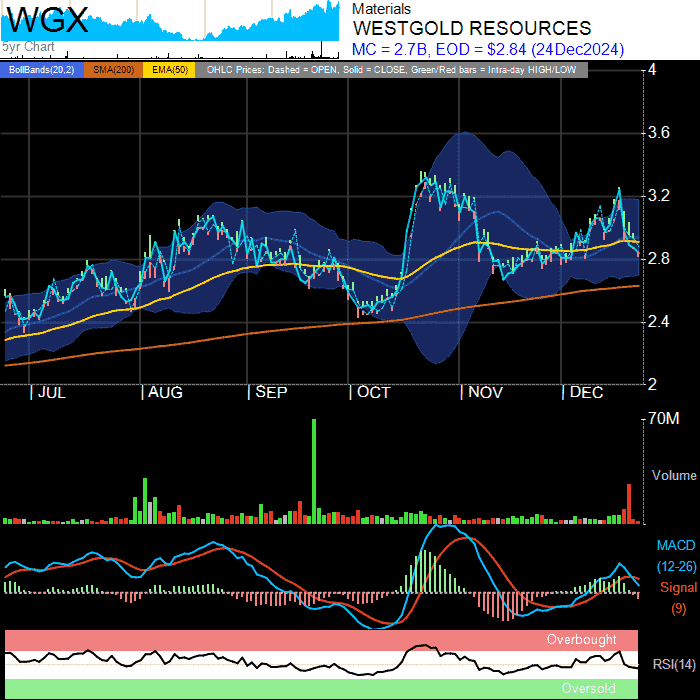 WGX
5yr Chart
Materials
WESTGOLD RESOURCES
MC = 2.7B, EOD = $2.84 (24Dec2024)
BollBands(20,2) SMA(200) EMA(50) OHLC Prices: Dashed = OPEN, Solid = CLOSE, Green/Red bars = Intra-day HIGH/LOW
4
3.6
3.2
2.8
2.4
2
JUL AUG SEP OCT NOV DEC
70M
Volume
MACD
(12-26)
Signal
(9)
Overbought
RSI(14)
Oversold